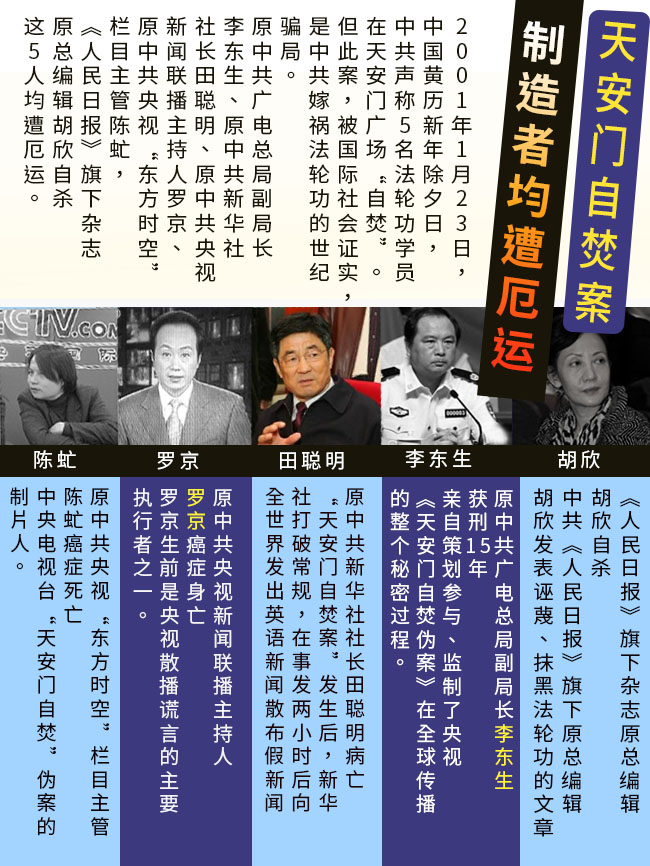 天安门自焚案
制造者均遭厄运
2001年1月23日，
中国黄历新年除夕日，
中共声称5名法轮功学员
在天安门广场“自焚”。
但此案，被国际社会证实，
是中共嫁祸法轮功的世纪
骗局。
原中共广电总局副局长
李东生、原中共新华社
社长田聪明、原中共央视
新闻联播主持人罗京、
原中共央视“东方时空”
栏目主管陈虻，
《人民日报》旗下杂志
原总编辑胡欣自杀
这5人均遭厄运。
CCTV.COM
陈虻
罗京
田聪明
李东生
胡欣
《人民日报》旗下杂志原总编辑
胡欣自杀
中共《人民日报》旗下原总编辑
胡欣发表诬蔑、抹黑法轮功的文章
原中共广电总局副局长李东生
获刑15年
亲自策划参与、监制了央视
《天安门自焚伪案》在全球传播
的整个秘密过程。
原中共新华社社长田聪明病亡
“天安门自焚案”发生后，新华
社打破常规，在事发两小时后向
全世界发出英语新闻散布假新闻
原中共央视新闻联播主持人
罗京癌症身亡
罗京生前是央视散播谎言的主要
执行者之一。
原中共央视“东方时空”栏目主管
陈虻癌症死亡
中央电视台“天安门自焚”伪案的
制片人。